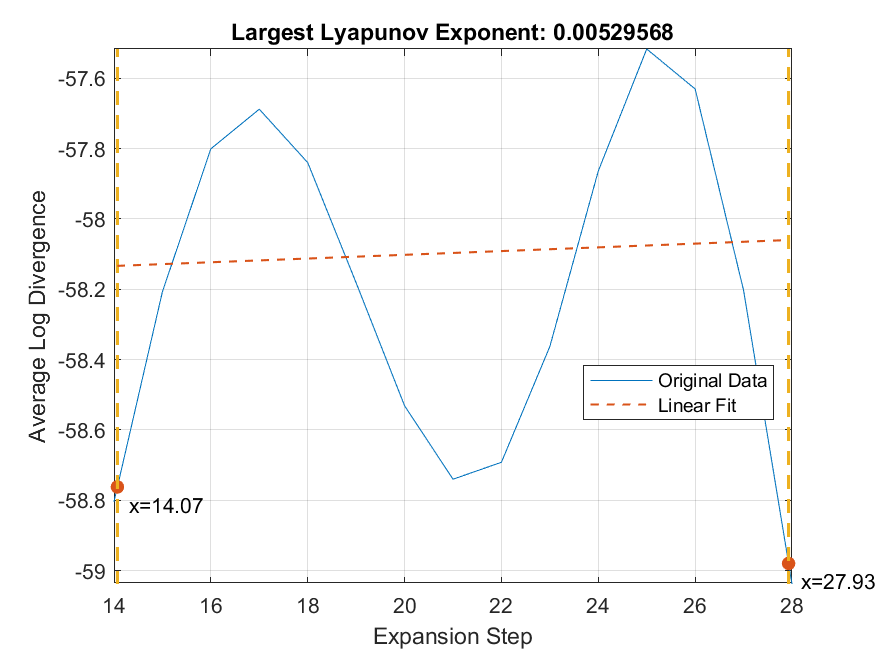 Largest Lyapunov Exponent: 0.00529568
Average Log Divergence
-57.6
-57.8
-58
-58.2
-58.4
-58.6
-58.8
-59
Original Data
Linear Fit
x=14.07
x=27.93
14 16 18 20 22 24 26 28
Expansion Step